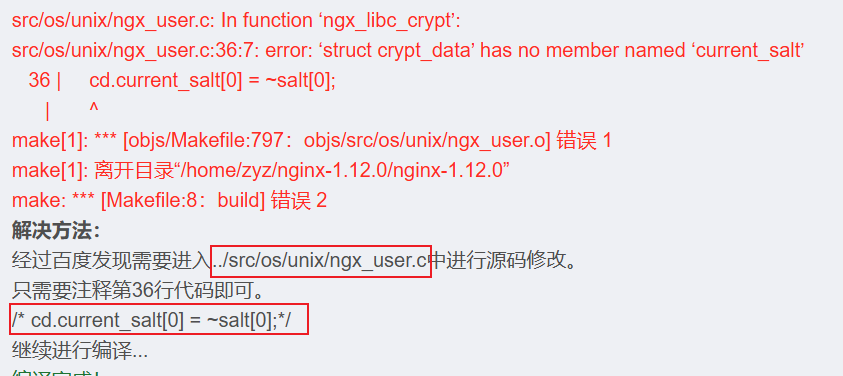 src/os/unix/ngx_user.c: In function ‘ngx_libc_crypt’:
src/os/unix/ngx_user.c:36:7: error: ‘struct crypt_data’ has no member named ‘current_salt’
36 | cd.current_salt[0] = ~salt[0];
| ^
make[1]: *** [objs/Makefile:797：objs/src/os/unix/ngx_user.o] 错误 1
make[1]: 离开目录“/home/zyz/nginx-1.12.0/nginx-1.12.0”
make: *** [Makefile:8：build] 错误 2
解决方法：
经过百度发现需要进入../src/os/unix/ngx_user.c中进行源码修改。
只需要注释第36行代码即可。
/* cd.current_salt[0] = ~salt[0];*/
继续进行编译...